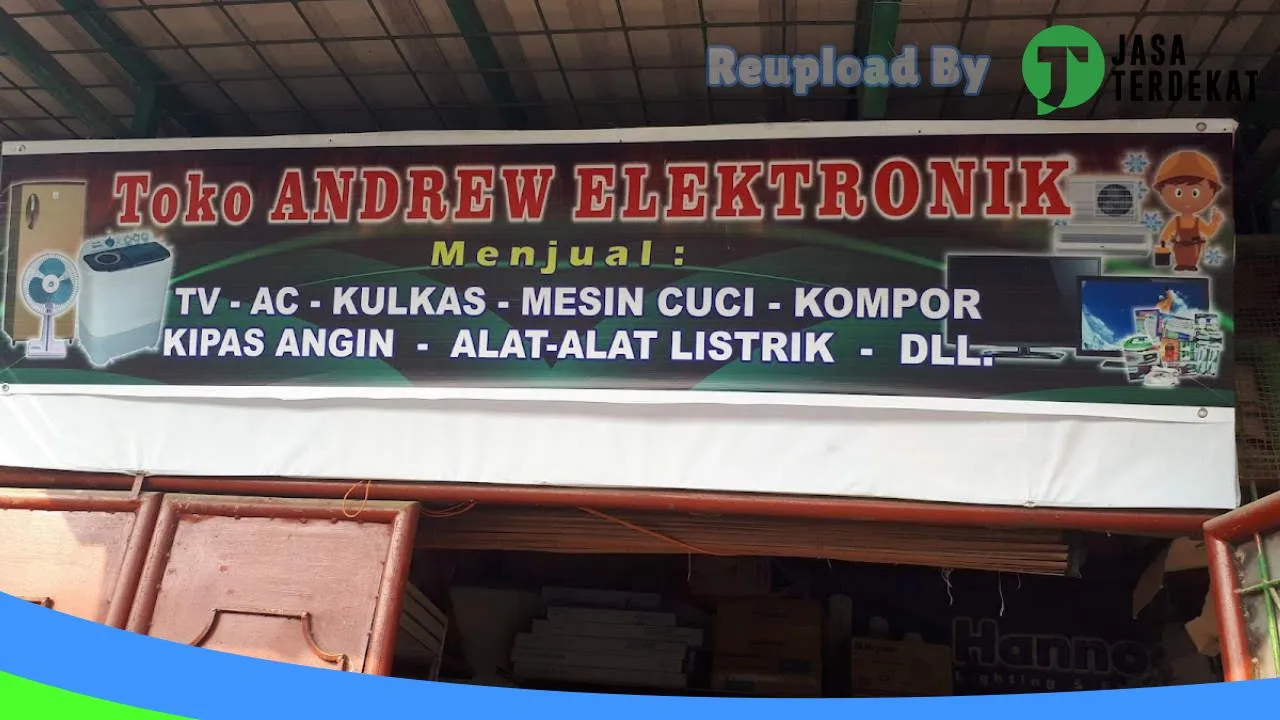 Reupload By
JASA
TERDEKAT
Toko ANDREW ELEKTRONIK
Menjual :
TV - AC - KULKAS - MESIN CUCI - KOMPOR
KIPAS ANGIN - ALAT-ALAT LISTRIK - DLL.
Hanno
Lighting